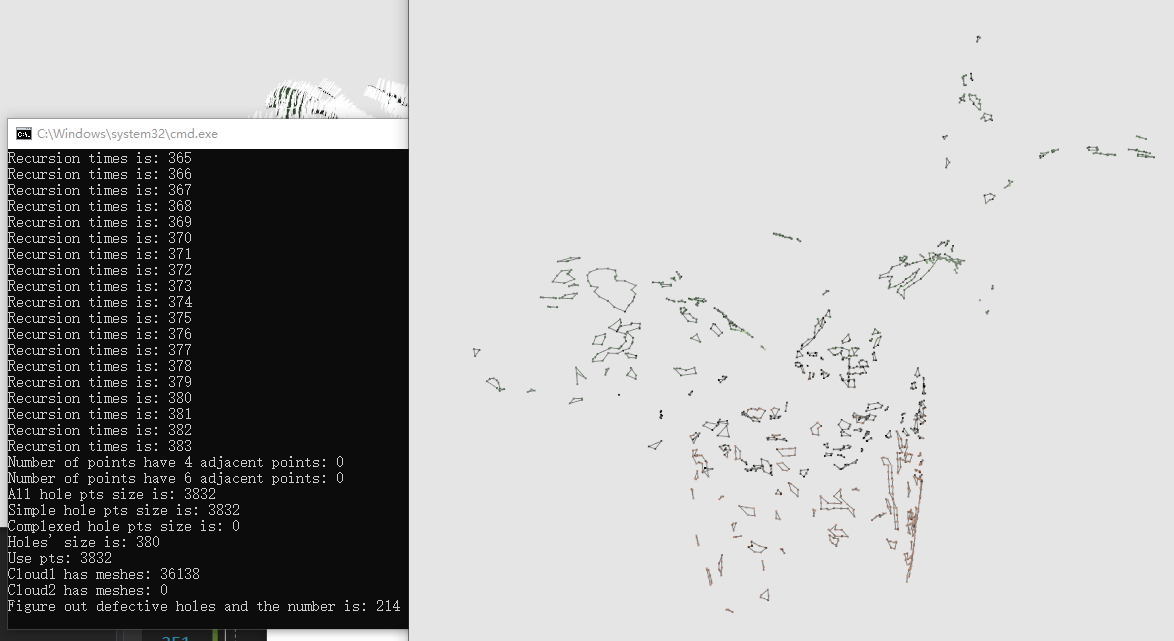 C:\Windows\system32\cmd.exe
Recursion times is: 365
Recursion times is: 366
Recursion times is: 367
Recursion times is: 368
Recursion times is: 369
Recursion times is: 370
Recursion times is: 371
Recursion times is: 372
Recursion times is: 373
Recursion times is: 374
Recursion times is: 375
Recursion times is: 376
Recursion times is: 377
Recursion times is: 378
Recursion times is: 379
Recursion times is: 380
Recursion times is: 381
Recursion times is: 382
Recursion times is: 383
Number of points have 4 adjacent points: 0
Number of points have 6 adjacent points: 0
All hole pts size is: 3832
Simple hole pts size is: 3832
Complexed hole pts size is: 0
Holes' size is: 380
Use pts: 3832
Cloud1 has meshes: 36138
Cloud2 has meshes: 0
Figure out defective holes and the number is: 214